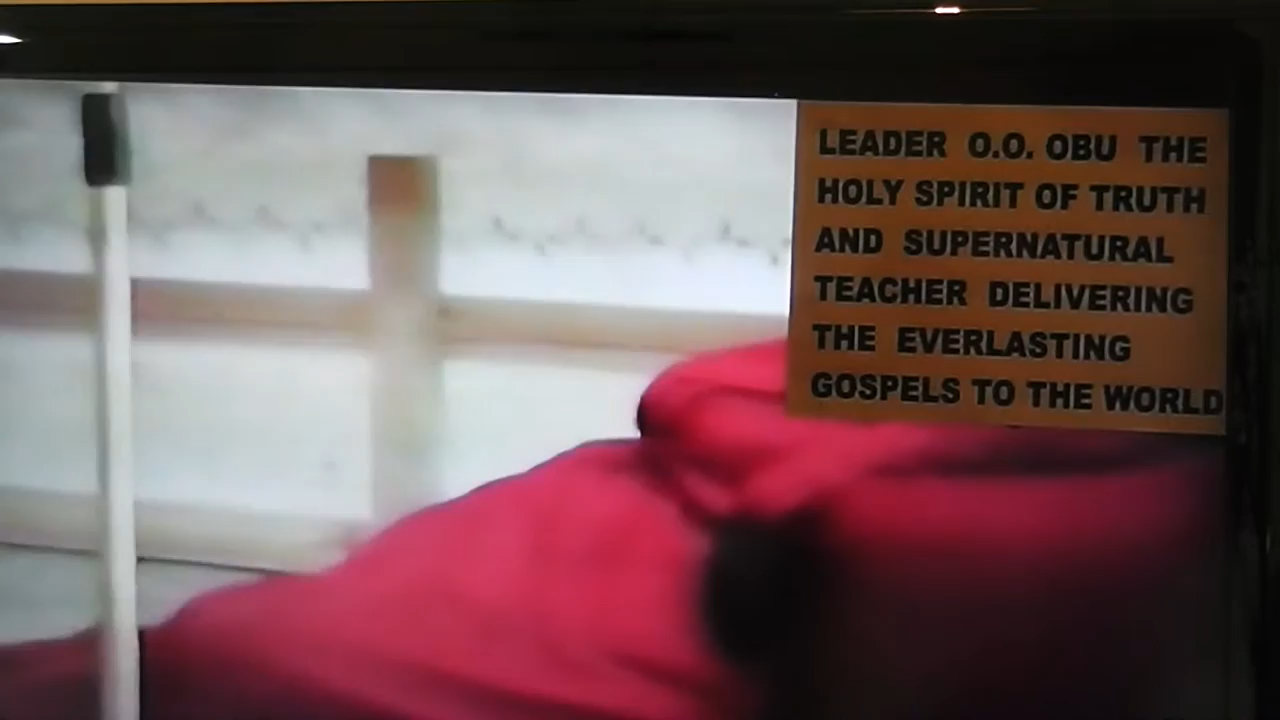 LEADER O.O. OBU THE
HOLY SPIRIT OF TRUTH
AND SUPERNATURAL
TEACHER DELIVERING
THE EVERLASTING
GOSPELS TO THE WORLD